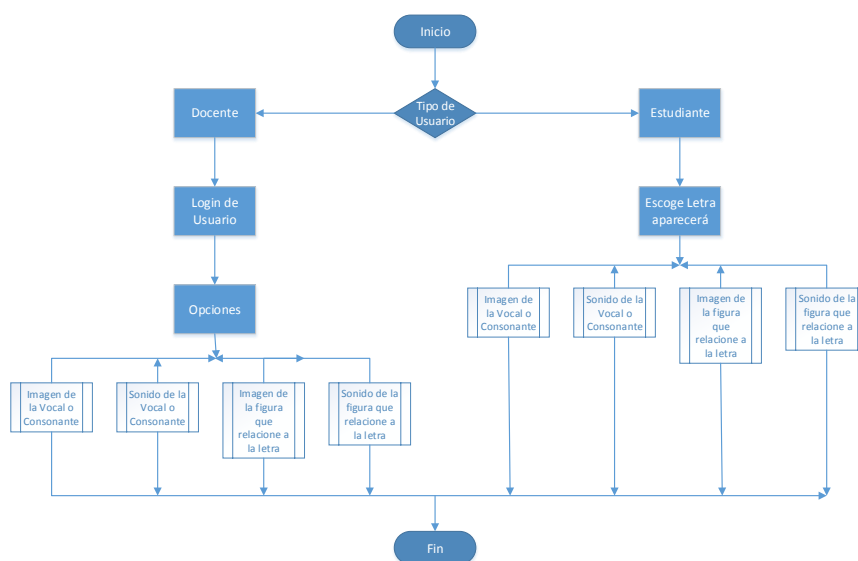 Inicio
Tipo de
Usuario
Docente
Estudiante
Login de
Usuario
Escoge Letra
aparecerá
Opciones
Imagen de
la Vocal o
Consonante
Sonido de la
Vocal o
Consonante
Imagen de
la figura
que
relacione a
la letra
Sonido de la
figura que
relacione a
la letra
Imagen de
la Vocal o
Consonante
Sonido de la
Vocal o
Consonante
Imagen de
la figura
que
relacione a
la letra
Sonido de la
figura que
relacione a
la letra
Fin